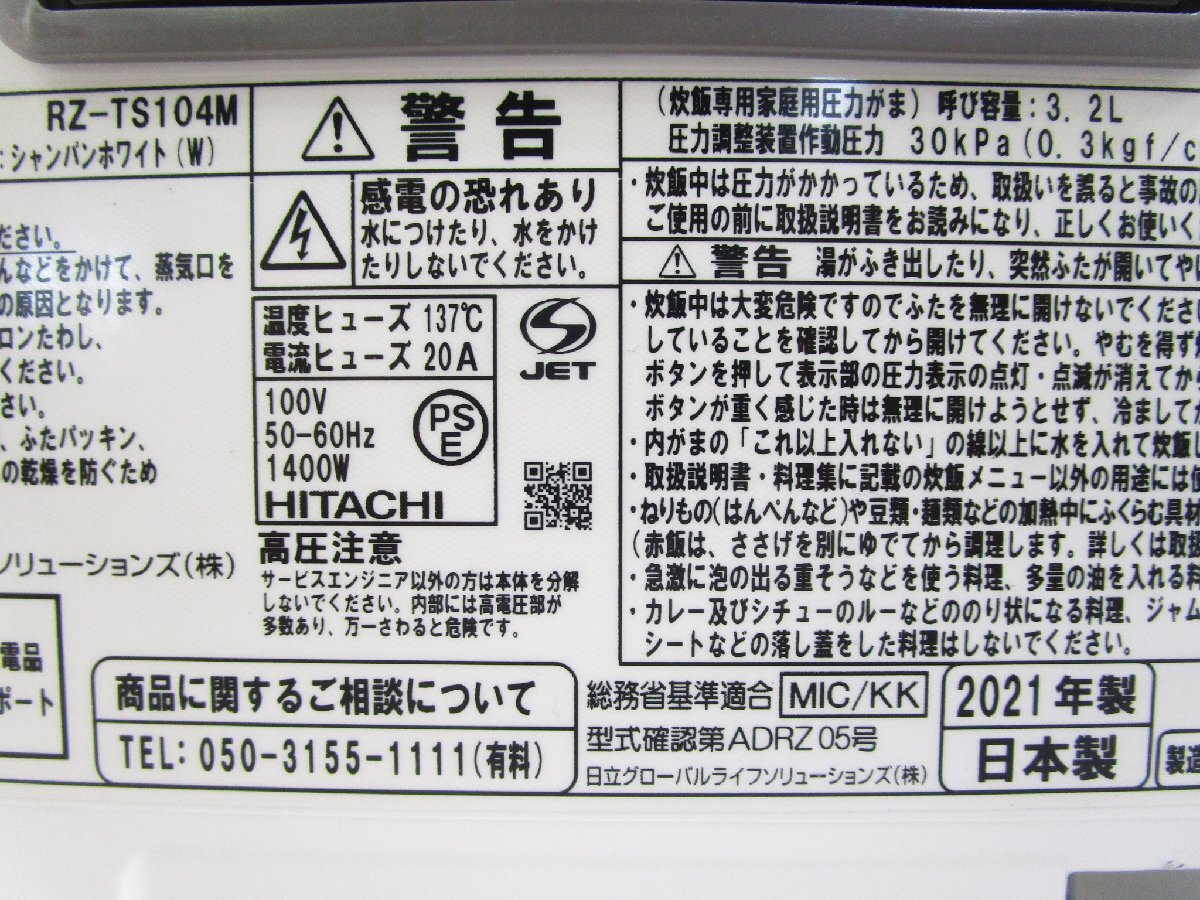 RZ-TS104M
:シャンパンホワイト(W)
ださい。
んなどをかけて、蒸気口を
の原因となります。
ロンたわし、
ください。
さい。
、ふたパッキン、
の乾燥を防ぐため
ソリューションズ(株)
電品
ポート
警告
感電の恐れあり
水につけたり、水をかけ
たりしないでください。
温度ヒューズ 137℃
電流ヒューズ 20A
100V
50-60Hz
1400W
HITACHI
PS
E
S
JET
高圧注意
サービスエンジニア以外の方は本体を分解
しないでください。内部には高電圧部が
多数あり、万一さわると危険です。
(炊飯専用家庭用圧力がま) 呼び容量:3.2L
圧力調整装置作動圧力 30kPa(0.3kgf/c
・炊飯中は圧力がかかっているため、取扱いを誤ると事故の
ご使用の前に取扱説明書をお読みになり、正しくお使いく
警告 湯がふき出したり、突然ふたが開いてやけ
・炊飯中は大変危険ですのでふたを無理に開けないでくださ
していることを確認してから開けてください。やむを得ず
ボタンを押して表示部の圧力表示の点灯・点滅が消えてから
ボタンが重く感じた時は無理に開けようとせず、冷ましてか
・内がまの「これ以上入れない」の線以上に水を入れて炊飯し
・取扱説明書・料理集に記載の炊飯メニュー以外の用途には使
・ねりもの(はんぺんなど)や豆類・麺類などの加熱中にふくらむ具材
(赤飯は、ささげを別にゆでてから調理します。詳しくは取扱
・急激に泡の出る重そうなどを使う料理、多量の油を入れる料
・カレー及びシチューのルーなどののり状になる料理、ジャム
シートなどの落し蓋をした料理はしないでください。
商品に関するご相談について
TEL:050-3155-1111(有料)
総務省基準適合 MIC/KK
型式確認第ADRZ05号
日立グローバルライフソリューションズ(株)
2021年製
日本製
製造